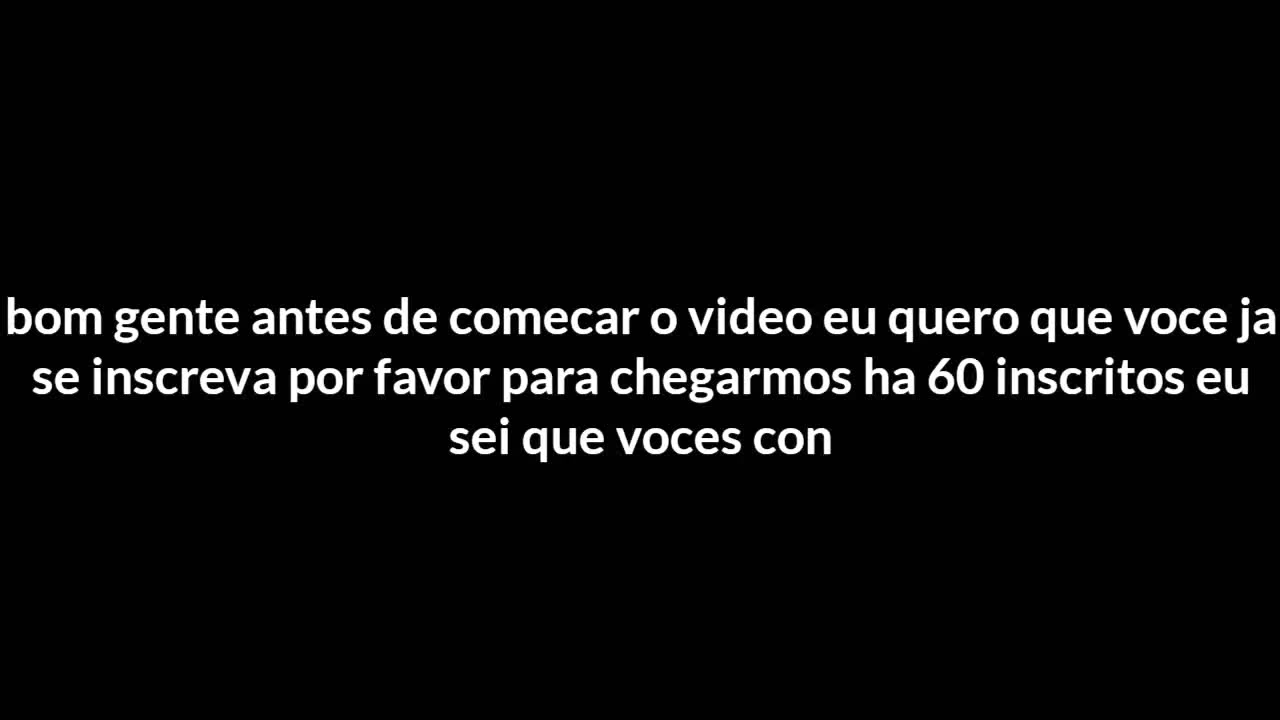 bom gente antes de comecar o video eu quero que voce ja
se inscreva por favor para chegarmos ha 60 inscritos eu
sei que voces con